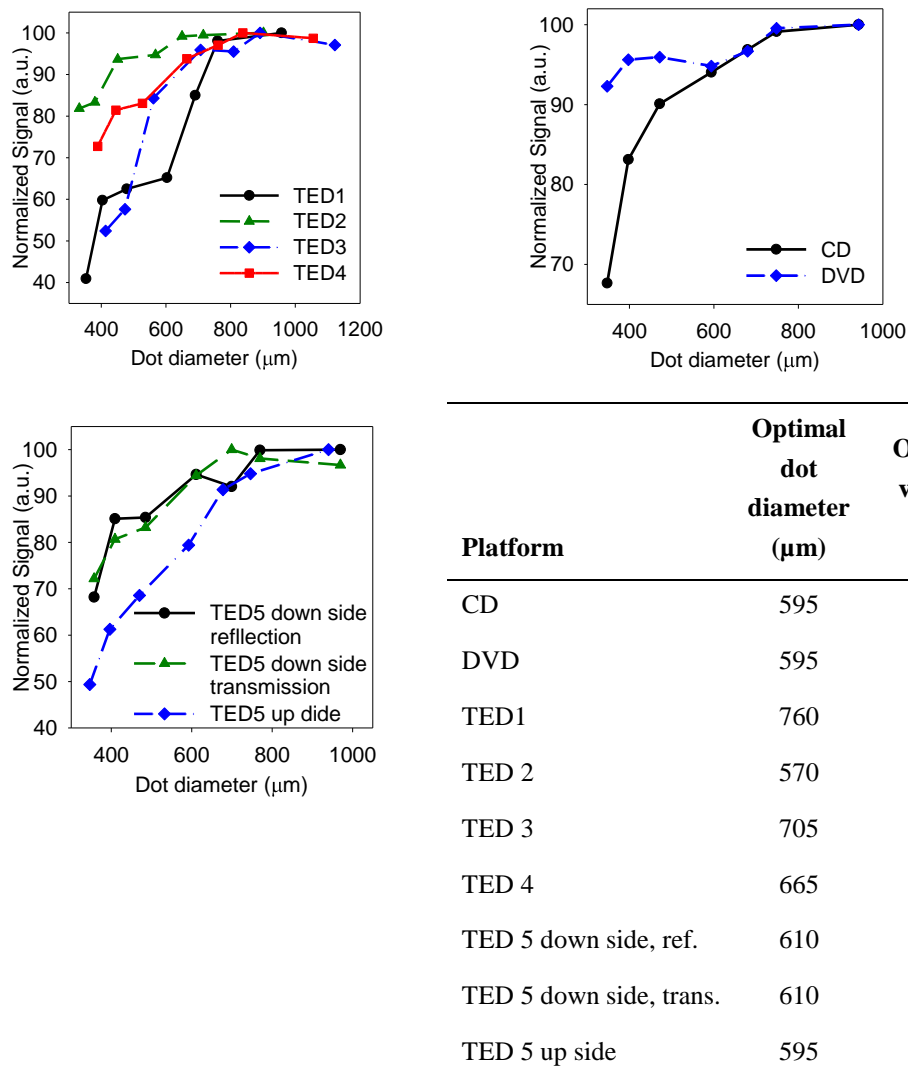 Normalized Signal (a.u.)
100
90
80
70
60
50
40
400 600 800 1000 1200
Dot diameter (μm)
TED1
TED2
TED3
TED4
Normalized Signal (a.u.)
100
90
80
70
400 600 800 1000
Dot diameter (μm)
CD
DVD
Normalized Signal (a.u.)
100
90
80
70
60
50
40
400 600 800 1000
Dot diameter (μm)
TED5 down side
refllection
TED5 down side
transmission
TED5 up dide
Optimal
dot
diameter
Platform (μm)
CD 595
DVD 595
TED1 760
TED 2 570
TED 3 705
TED 4 665
TED 5 down side, ref. 610
TED 5 down side, trans. 610
TED 5 up side 595